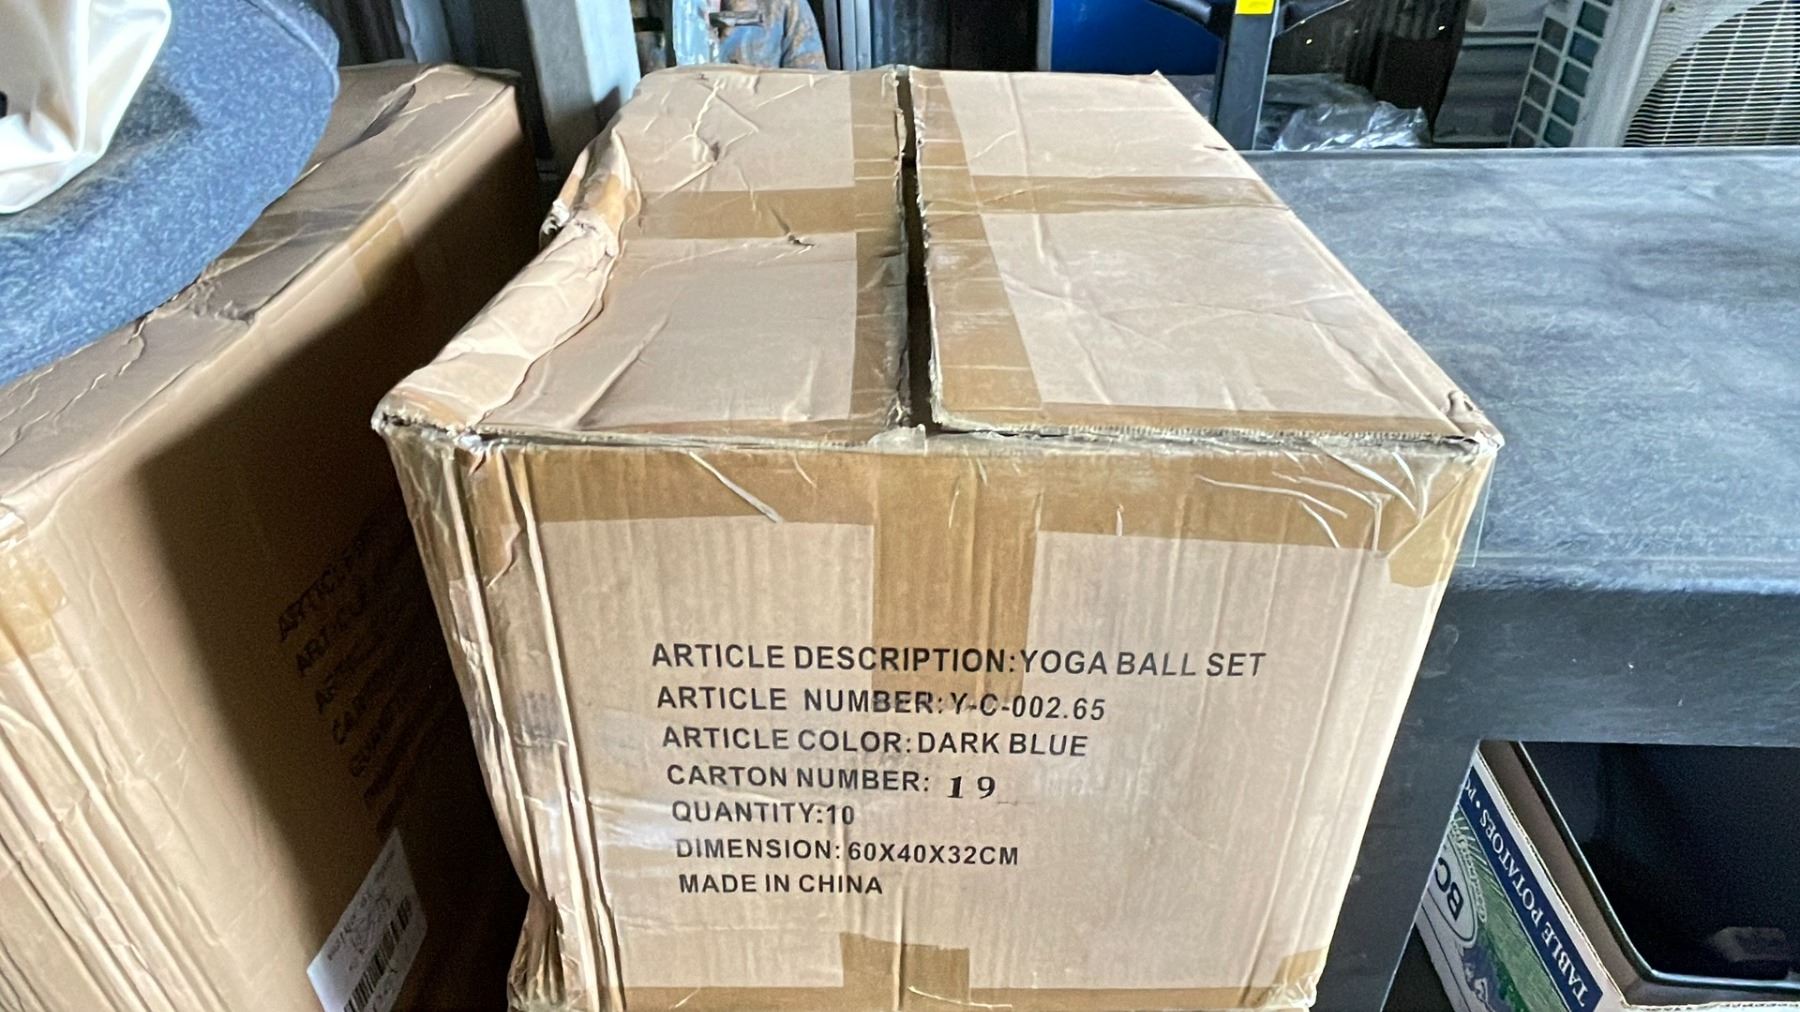 ARTICLE DESCRIPTION:YOGA BALL SET
ARTICLE NUMBER:Y-C-002.65
ARTICLE COLOR:DARK BLUE
CARTON NUMBER: 19
QUANTITY:10
DIMENSION:60X40X32CM
MADE IN CHINA
TABLE POTATOES
BC